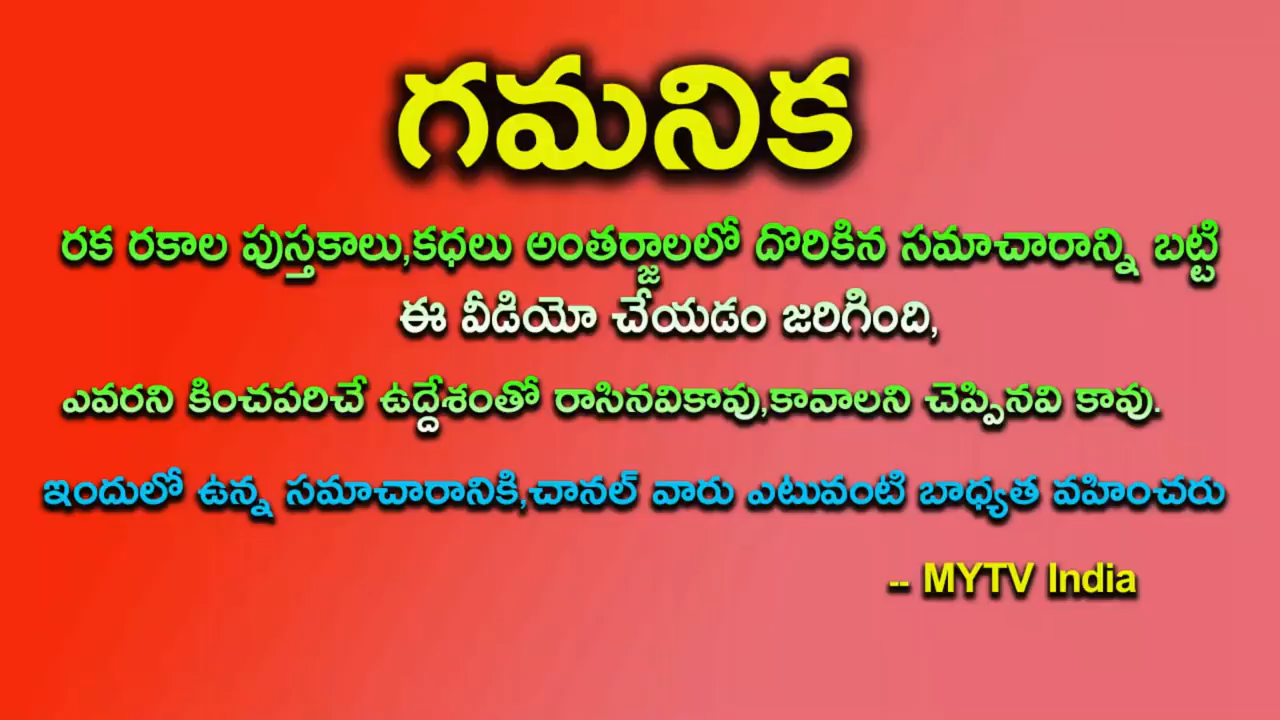 గమనిక
రక రకాల పుస్తకాలు,కధలు అంతర్జాలలో దొరికిన సమాచారాన్ని బట్టి
ఈ వీడియో చేయడం జరిగింది,
ఎవరని కించపరిచే ఉద్దేశంతో రాసినవికావు,కావాలని చెప్పినవి కావు.
ఇందులో ఉన్న సమాచారానికి,చానల్ వారు ఎటువంటి బాధ్యత వహించరు
-- MYTV India